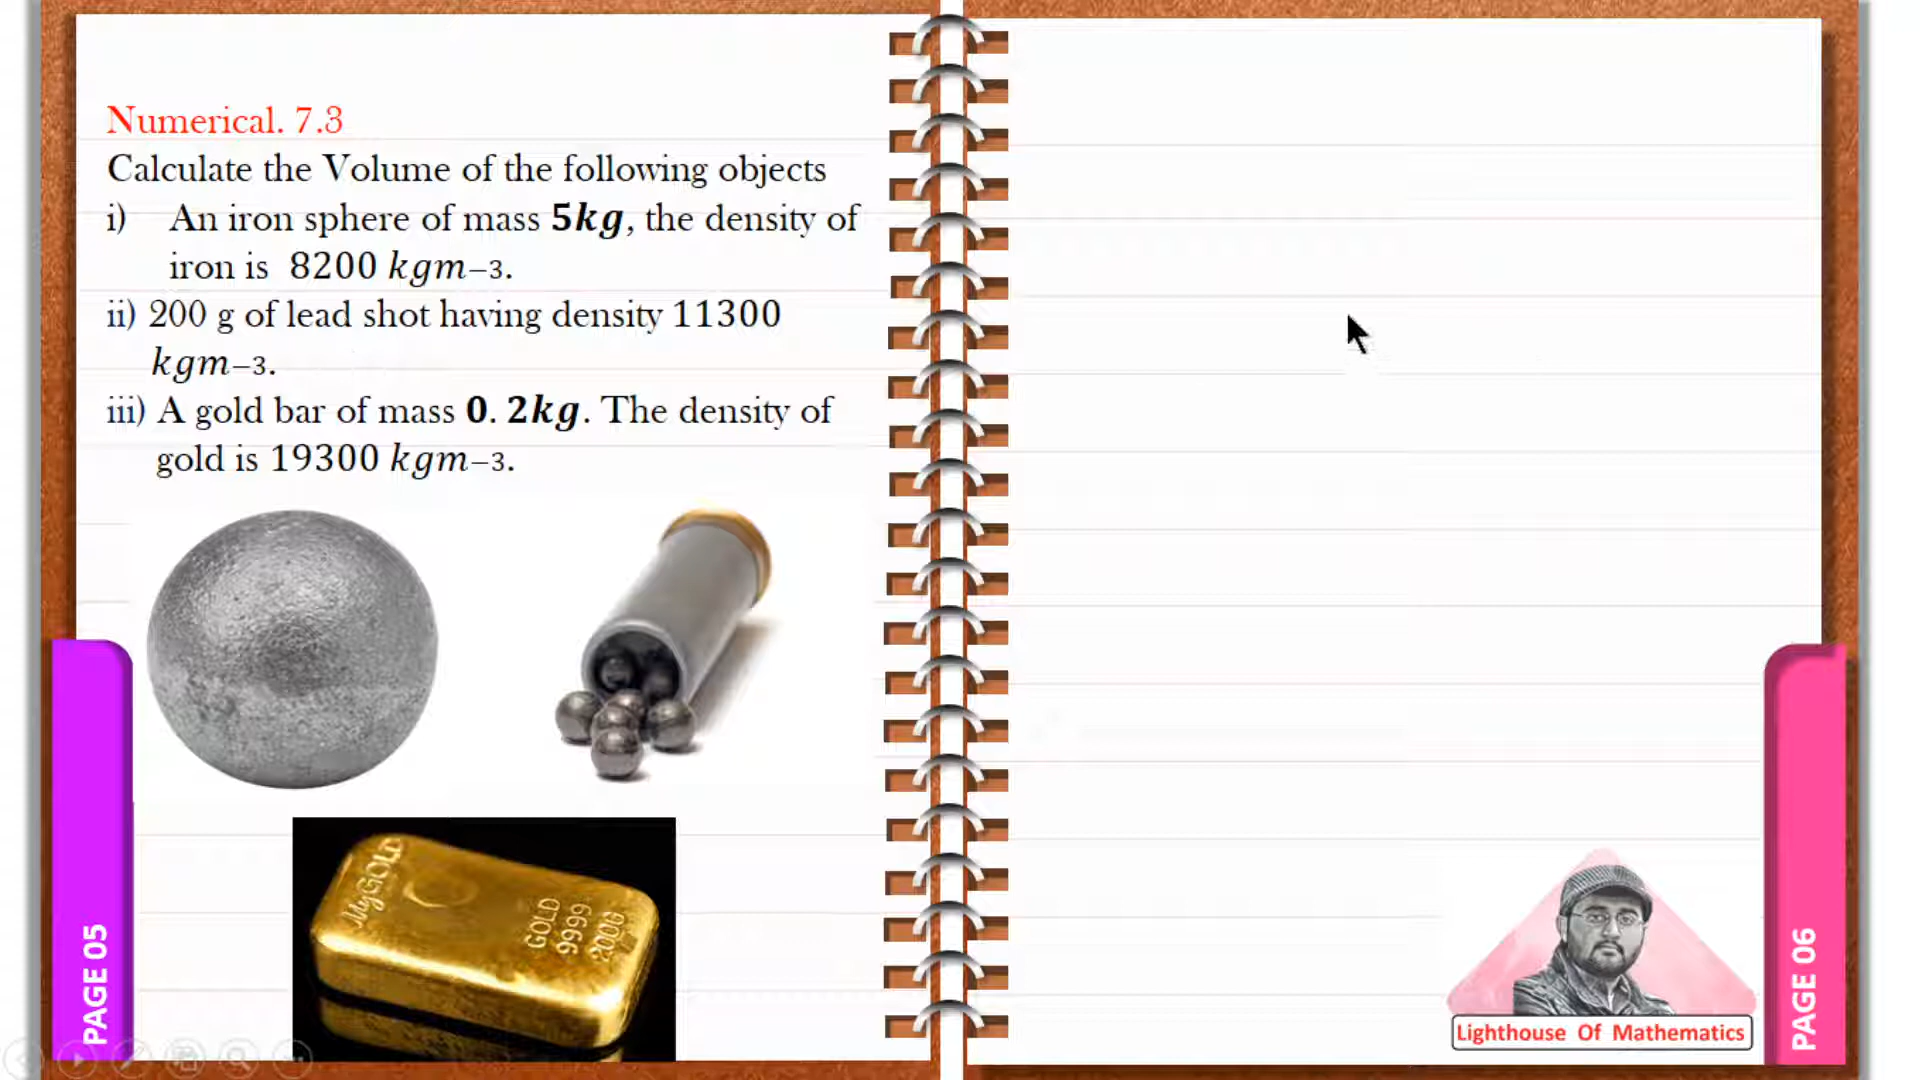 Numerical. 7.3
Calculate the Volume of the following objects
i) An iron sphere of mass 5kg, the density of
iron is 8200 kgm−3.
ii) 200 g of lead shot having density 11300
kgm−3.
iii) A gold bar of mass 0. 2kg. The density of
gold is 19300 kgm−3.
MyGOLD
GOLD
9999
200G
PAGE 05
Lighthouse Of Mathematics
PAGE 06